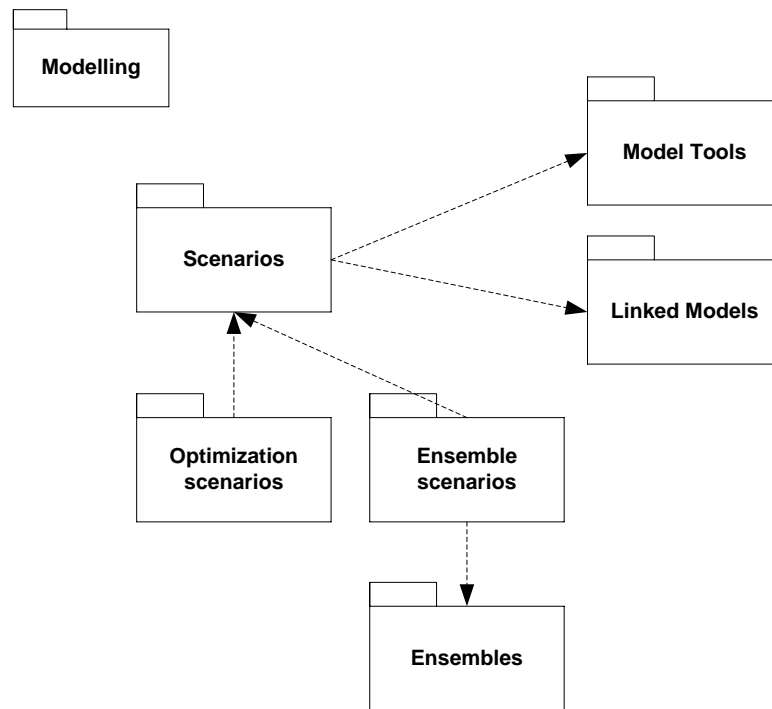 Modelling
Model Tools
Scenarios
Linked Models
Optimization
scenarios
Ensemble
scenarios
Ensembles